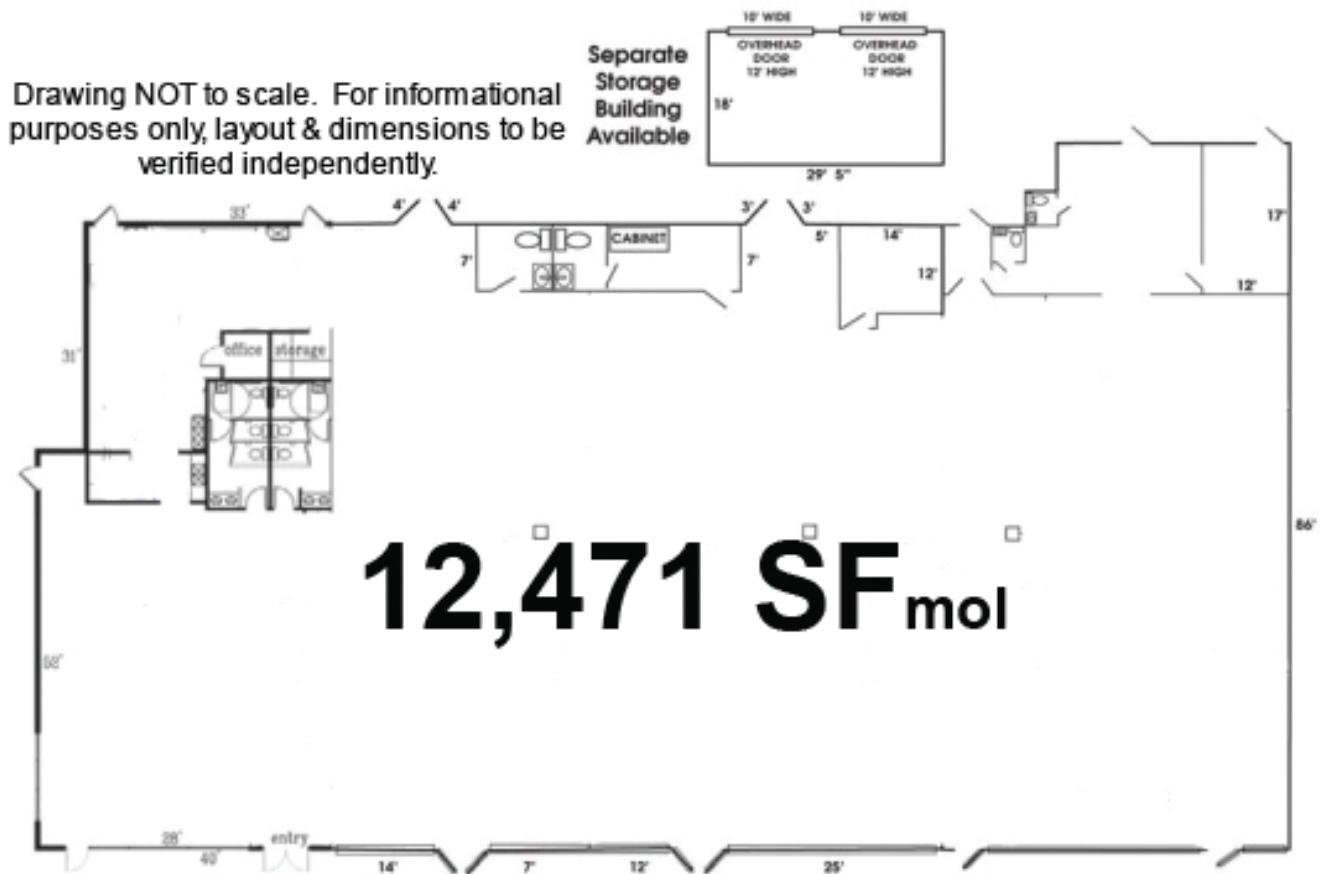 10' WIDE
10' WIDE
OVERHEAD
DOOR
12' HIGH
OVERHEAD
DOOR
12' HIGH
Separate
Storage
Building
Available
18'
29' 5"
Drawing NOT to scale. For informational
purposes only, layout & dimensions to be
verified independently.
33'
4'
4'
3'
3'
5'
14'
17'
7'
CABINET
7'
12'
12'
31'
office
storage
86'
12,471 SF mol
52'
28'
entry
40'
14'
7'
12'
25'